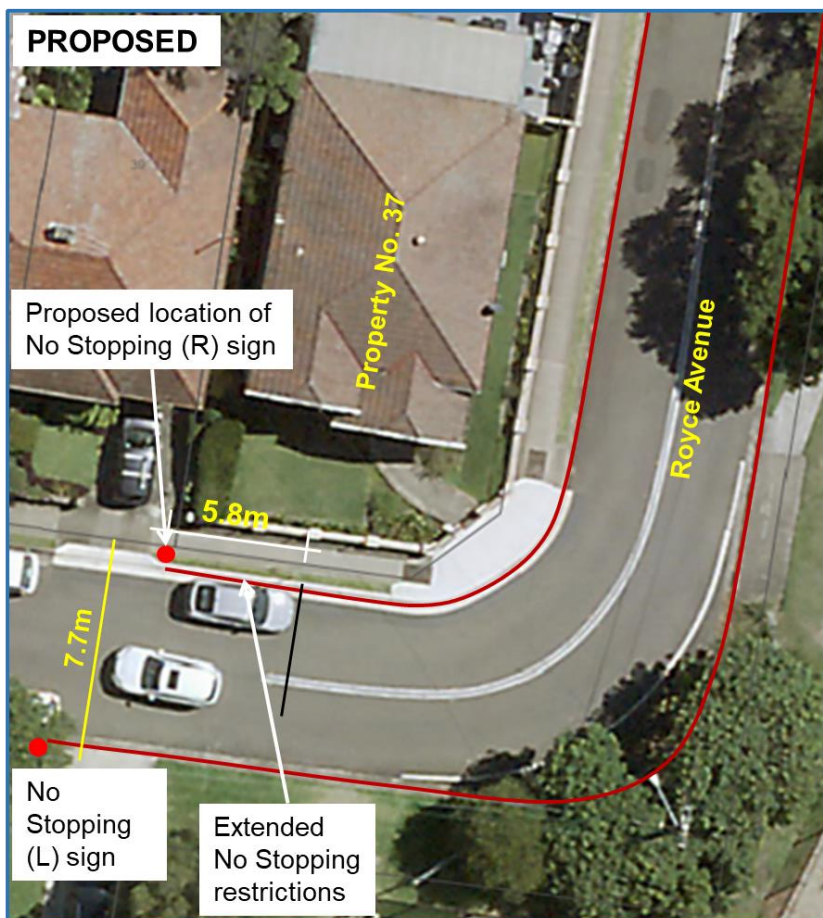 PROPOSED
Proposed location of
No Stopping (R) sign
Property No. 37
Royce Avenue
5.8m
7.7m
No
Stopping
(L) sign
Extended
No Stopping
restrictions